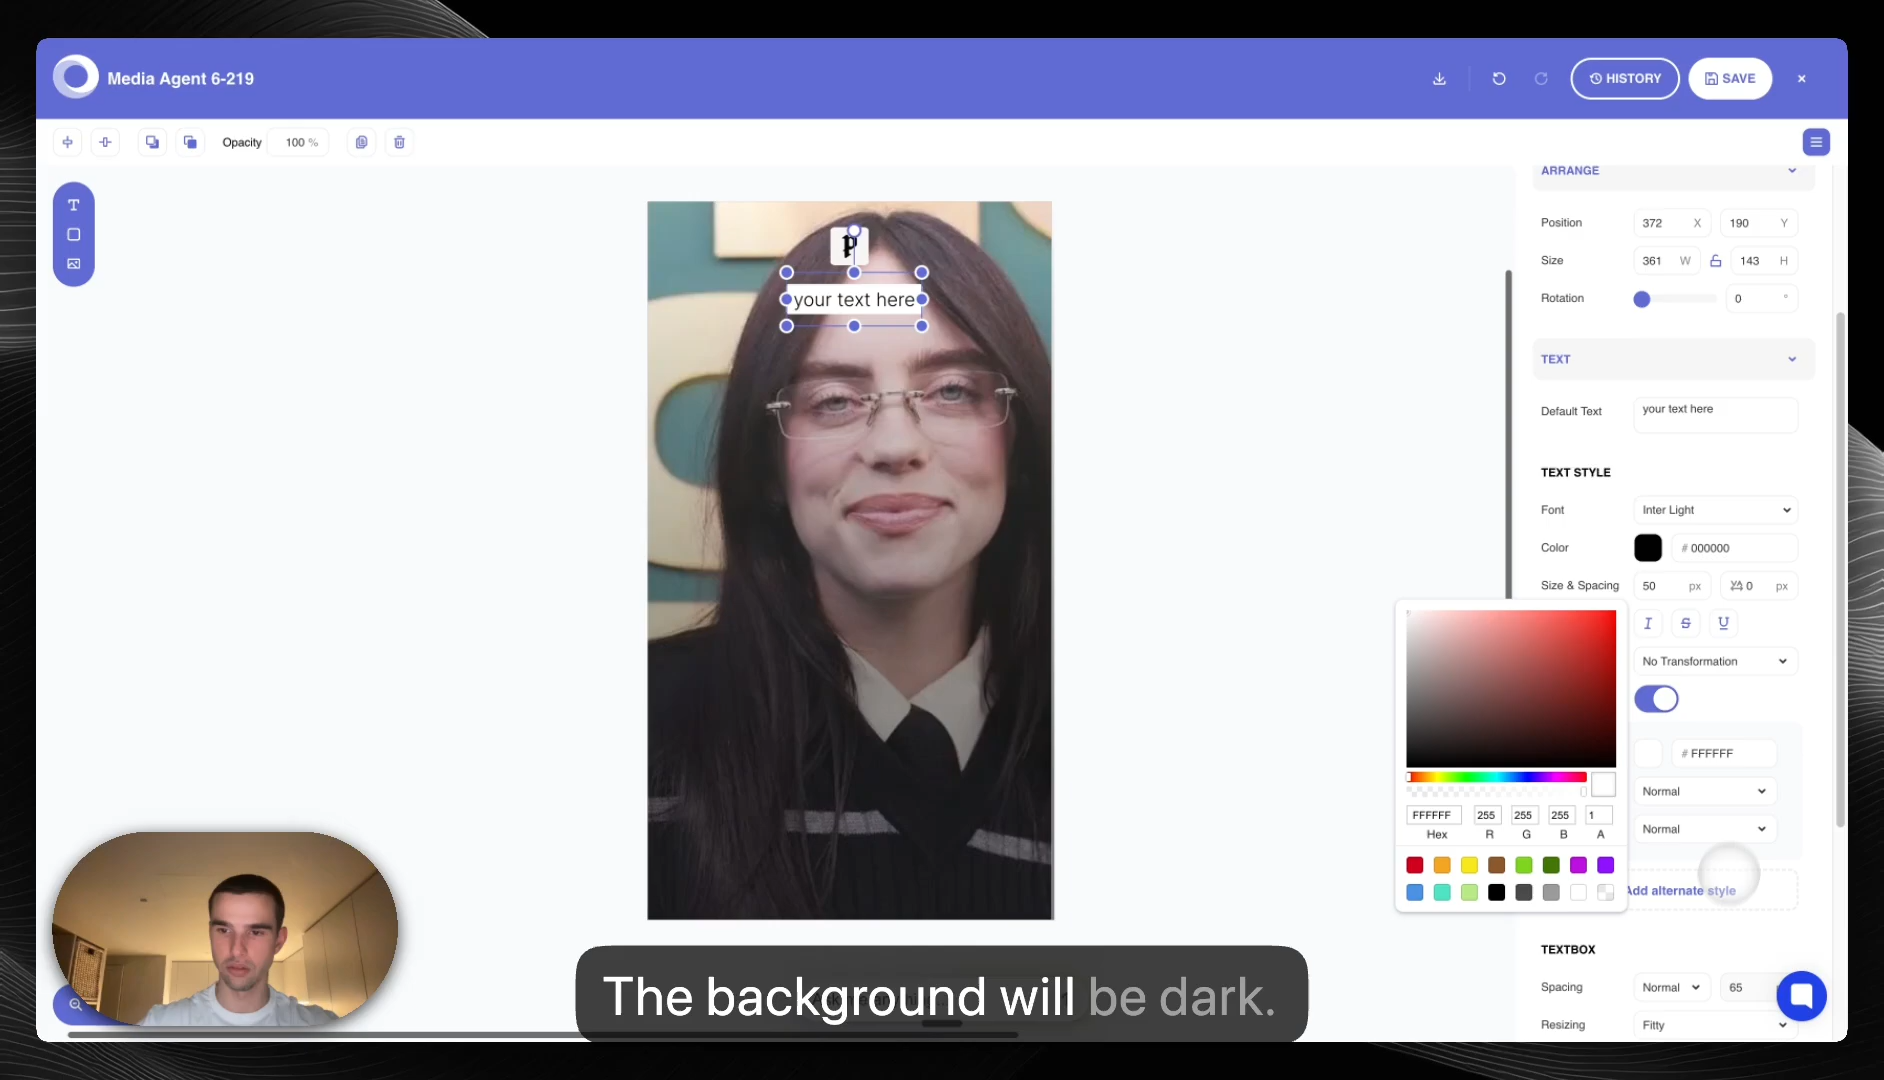 Media Agent 6-219
HISTORY
SAVE
Opacity 100 %
ARRANGE
Position 372 X 190 Y
Size 361 W 143 H
Rotation 0 °
TEXT
Default Text your text here
TEXT STYLE
Font Inter Light
Color # 000000
Size & Spacing 50 px VA 0 px
I S U
No Transformation
# FFFFFF
Normal
Normal
Add alternate style
TEXTBOX
Spacing Normal 65
Resizing Fitty
T
p
your text here
FFFFFF 255 255 255 1
Hex R G B A
The background will be dark.